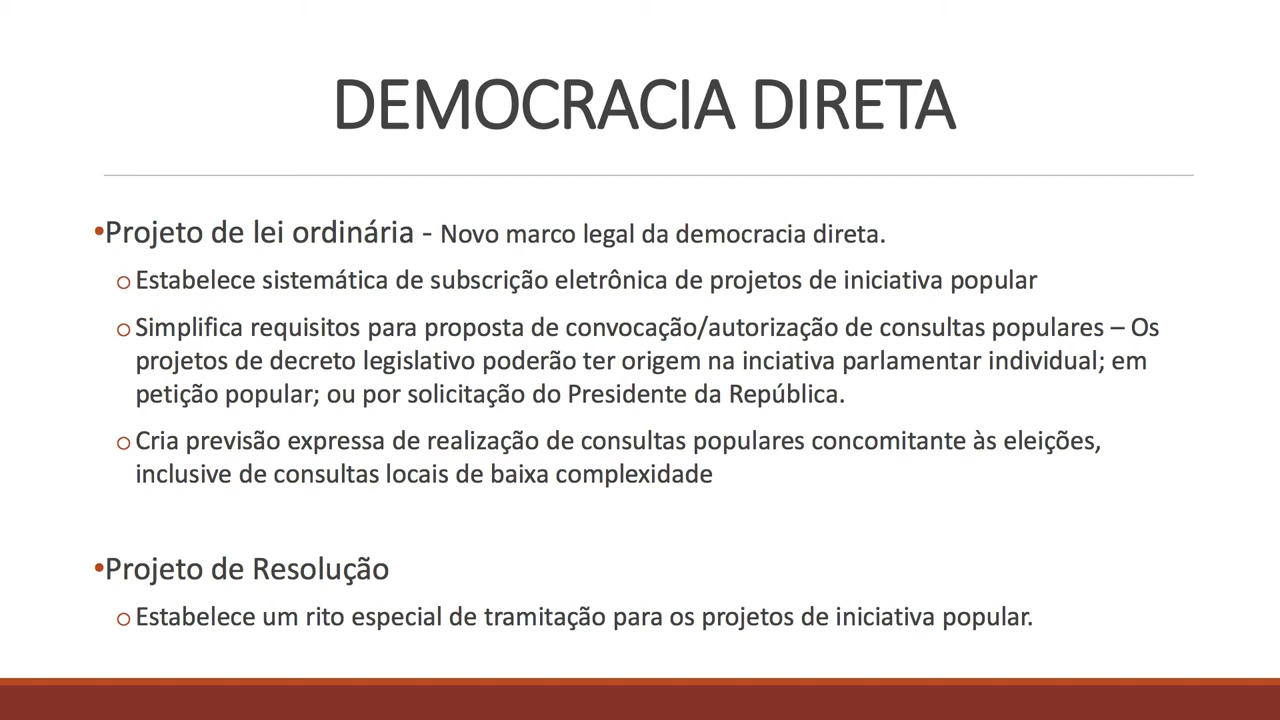 DEMOCRACIA DIRETA
•Projeto de lei ordinária - Novo marco legal da democracia direta.
oEstabelece sistemática de subscrição eletrônica de projetos de iniciativa popular
oSimplifica requisitos para proposta de convocação/autorização de consultas populares – Os
projetos de decreto legislativo poderão ter origem na inciativa parlamentar individual; em
petição popular; ou por solicitação do Presidente da República.
oCria previsão expressa de realização de consultas populares concomitante às eleições,
inclusive de consultas locais de baixa complexidade
•Projeto de Resolução
oEstabelece um rito especial de tramitação para os projetos de iniciativa popular.